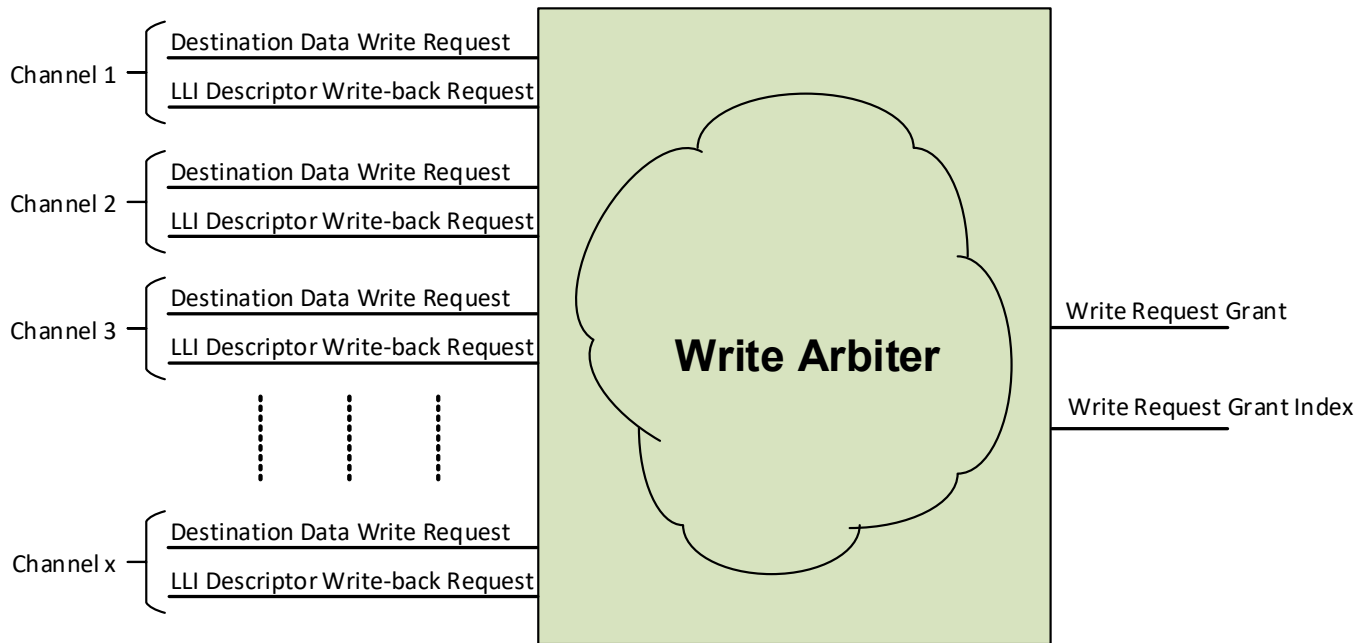 Channel 1
Destination Data Write Request
LLI Descriptor Write-back Request
Channel 2
Destination Data Write Request
LLI Descriptor Write-back Request
Channel 3
Destination Data Write Request
LLI Descriptor Write-back Request
Channel x
Destination Data Write Request
LLI Descriptor Write-back Request
Write Arbiter
Write Request Grant
Write Request Grant Index